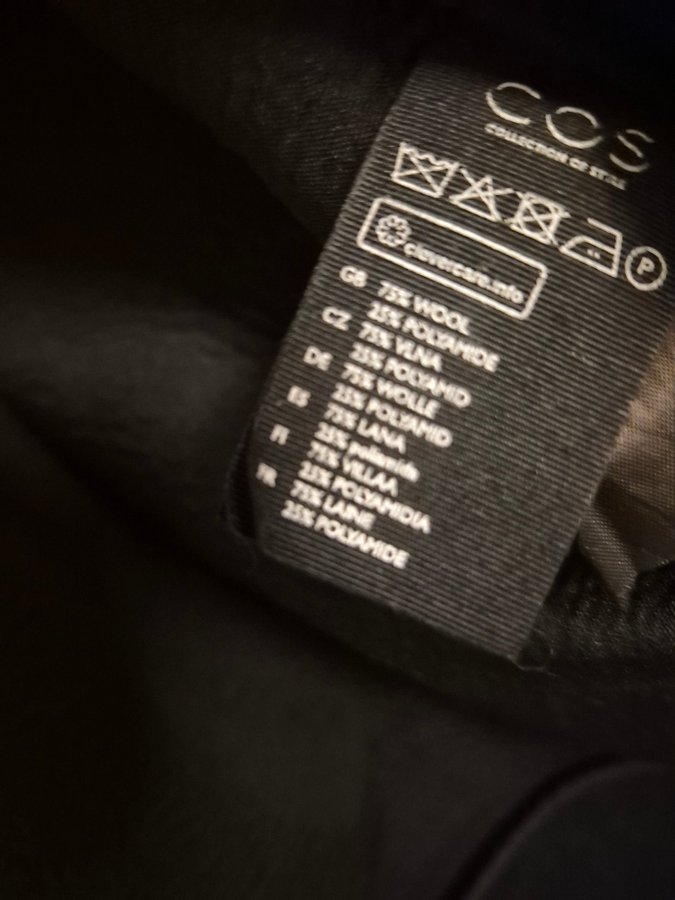 COS
COLLECTION OF STYLE
P
clevercare.info
GB 75% WOOL
25% POLYAMIDE
CZ 75% VLNA
25% POLYAMID
DE 75% WOLLE
25% POLYAMID
ES 75% LANA
25% poliamida
FI 75% VILLAA
25% POLYAMIDIA
FR 75% LAINE
25% POLYAMIDE